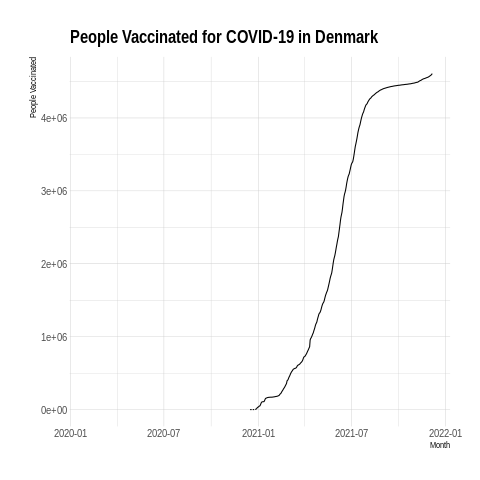 People Vaccinated for COVID-19 in Denmark
People Vaccinated
4e+06
3e+06
2e+06
1e+06
0e+00
2020-01 2020-07 2021-01 2021-07 2022-01
Month